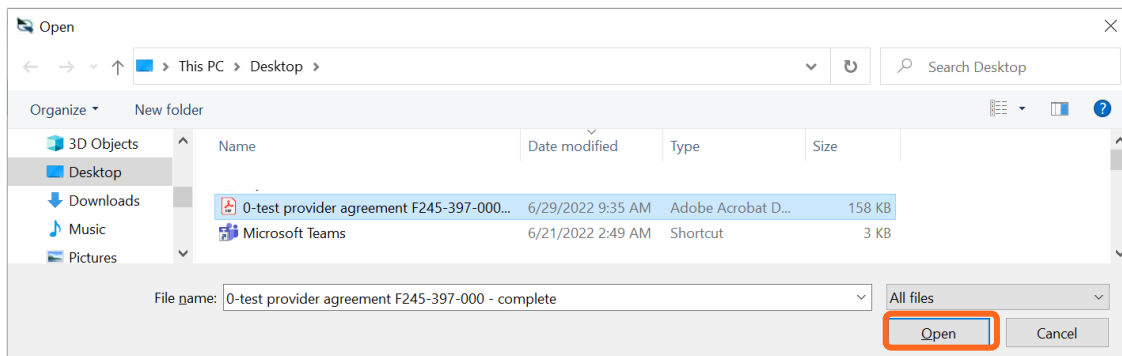 Open
This PC > Desktop >
Search Desktop
Organize
New folder
Name
Date modified
Type
Size
3D Objects
Desktop
Downloads
Music
Pictures
0-test provider agreement F245-397-000... 6/29/2022 9:35 AM Adobe Acrobat D... 158 KB
Microsoft Teams 6/21/2022 2:49 AM Shortcut 3 KB
File name: 0-test provider agreement F245-397-000 - complete
All files
Open
Cancel